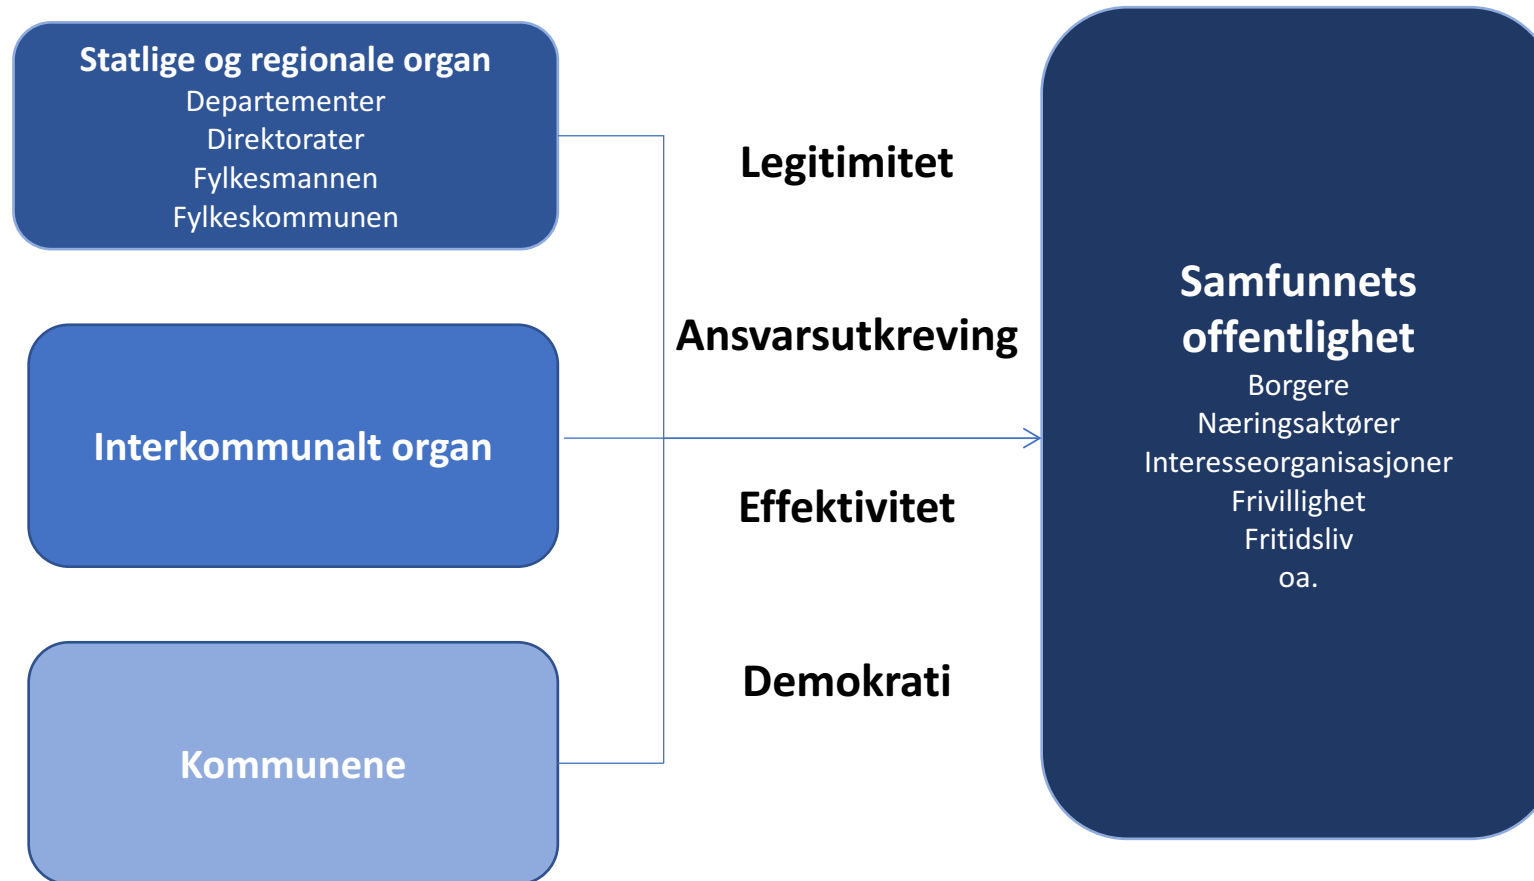 Statlige og regionale organ
Departementer
Direktorater
Fylkesmannen
Fylkeskommunen
Interkommunalt organ
Kommunene
Legitimitet
Ansvarsutkreving
Effektivitet
Demokrati
Samfunnets
offentlighet
Borgere
Næringsaktører
Interesseorganisasjoner
Frivillighet
Fritidsliv
oa.